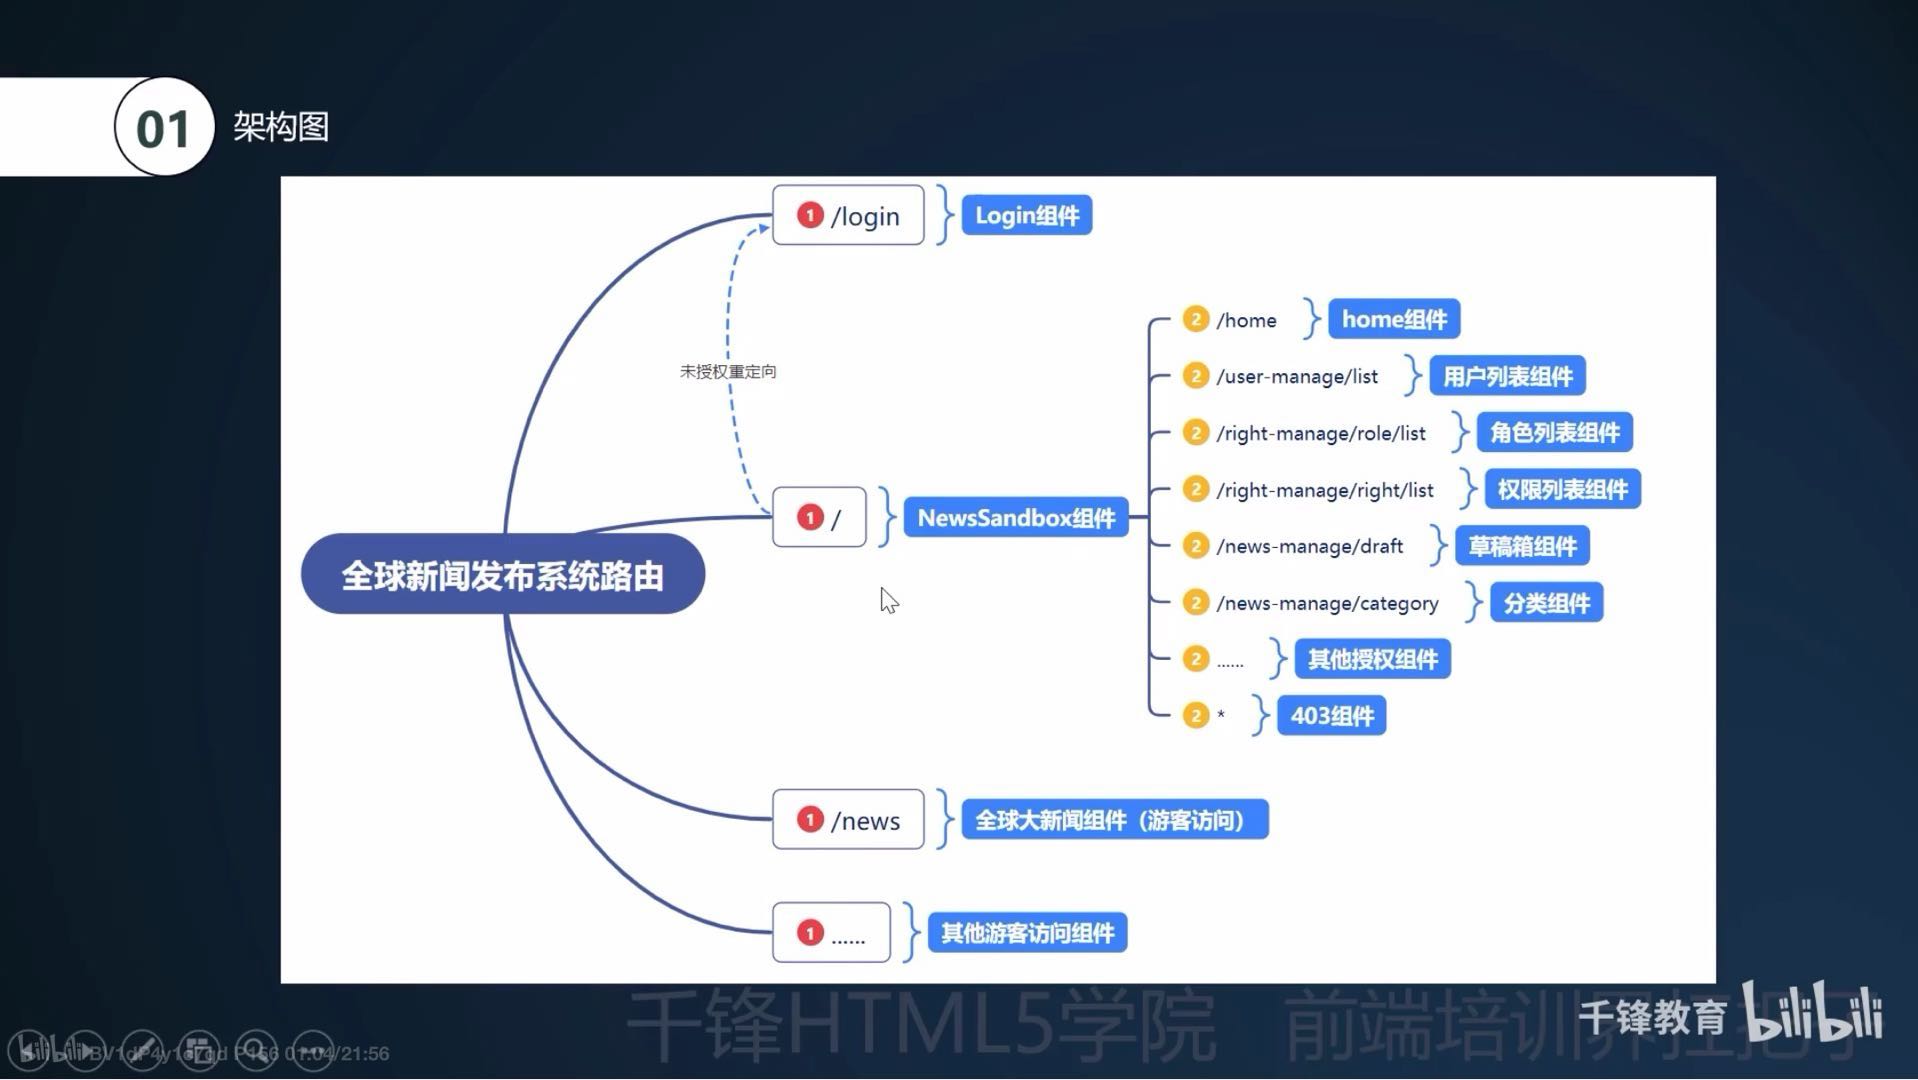 01
架构图
1 /login
Login组件
未授权重定向
全球新闻发布系统路由
1 /
NewsSandbox组件
2 /home
home组件
2 /user-manage/list
用户列表组件
2 /right-manage/role/list
角色列表组件
2 /right-manage/right/list
权限列表组件
2 /news-manage/draft
草稿箱组件
2 /news-manage/category
分类组件
2 ......
其他授权组件
2 *
403组件
1 /news
全球大新闻组件（游客访问）
1 ......
其他游客访问组件
千锋HTML5学院
前端培训
千锋教育 bilibili
bilibili
P166 01:04/21:56